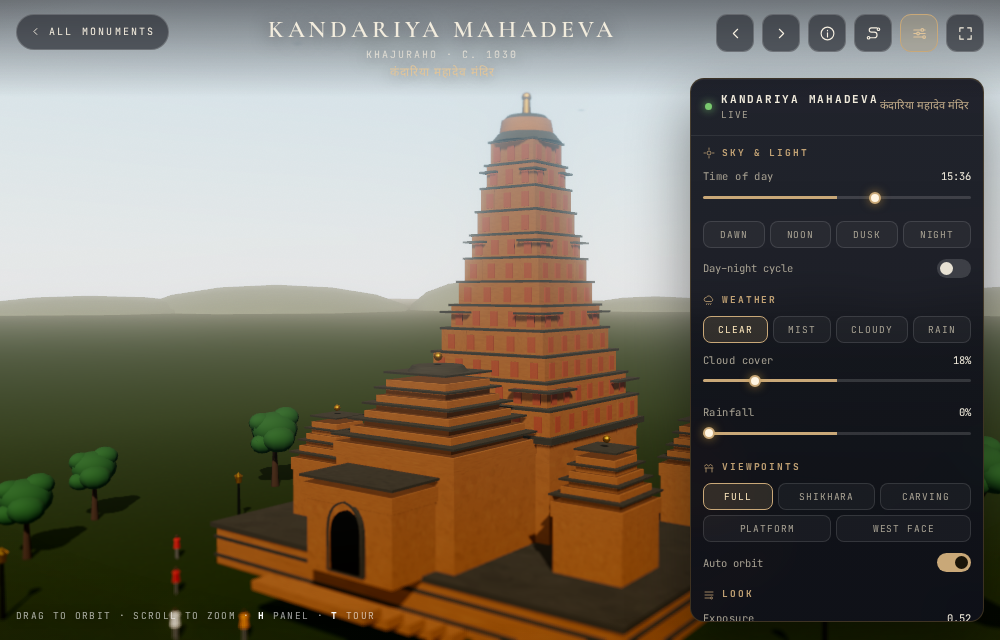 ALL MONUMENTS
KANDARIYA MAHADEVA
KHAJURAHO · C. 1030
कंदारिया महादेव मंदिर
KANDARIYA MAHADEVA
कंदारिया महादेव मंदिर
LIVE
SKY & LIGHT
Time of day 15:36
DAWN NOON DUSK NIGHT
Day-night cycle
WEATHER
CLEAR MIST CLOUDY RAIN
Cloud cover 18%
Rainfall 0%
VIEWPOINTS
FULL SHIKHARA CARVING
PLATFORM WEST FACE
Auto orbit
LOOK
Exposure 0.52
DRAG TO ORBIT · SCROLL TO ZOOM · H PANEL · T TOUR